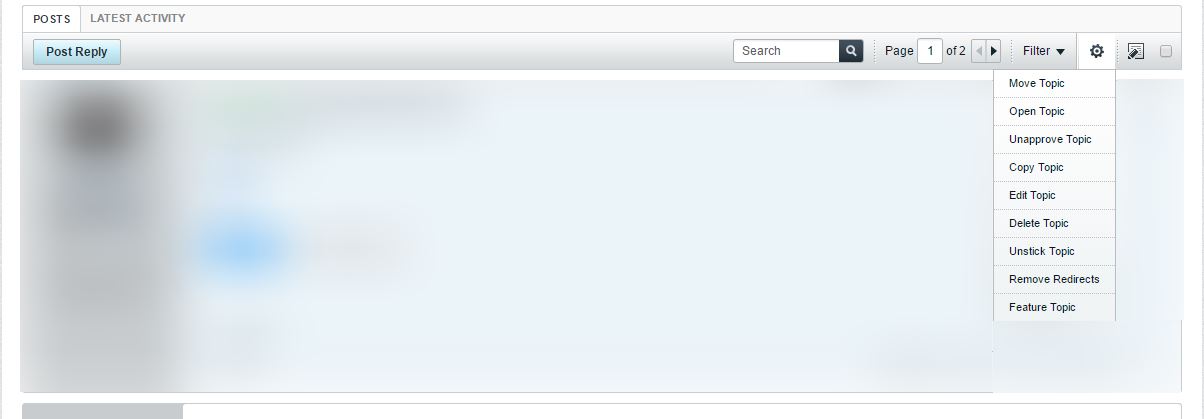 POSTS LATEST ACTIVITY
Post Reply Search Page 1 of 2 Filter
Move Topic
Open Topic
Unapprove Topic
Copy Topic
Edit Topic
Delete Topic
Unstick Topic
Remove Redirects
Feature Topic